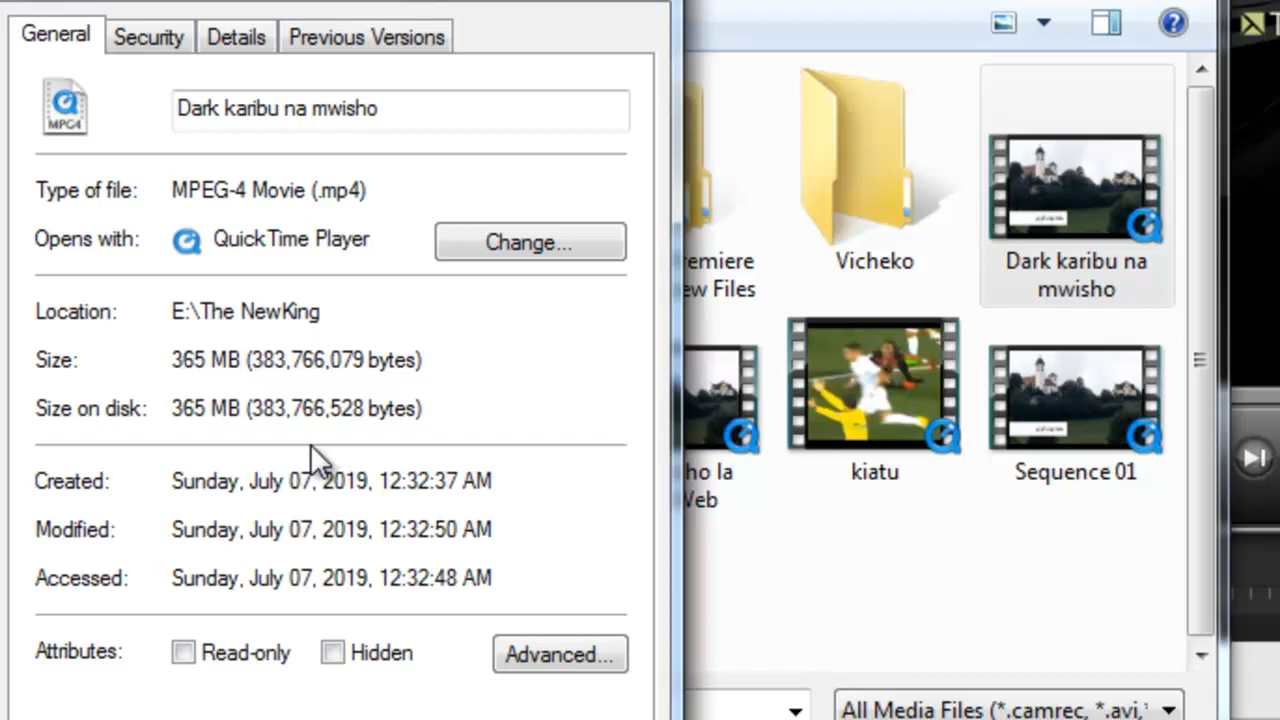 General
Security
Details
Previous Versions
MPG4
Dark karibu na mwisho
Type of file: MPEG-4 Movie (.mp4)
Opens with: QuickTime Player
Change...
Location: E:\The NewKing
Size: 365 MB (383,766,079 bytes)
Size on disk: 365 MB (383,766,528 bytes)
Created: Sunday, July 07, 2019, 12:32:37 AM
Modified: Sunday, July 07, 2019, 12:32:50 AM
Accessed: Sunday, July 07, 2019, 12:32:48 AM
Attributes: Read-only Hidden
Advanced...
remiere
ew Files
Vicheko
Dark karibu na
mwisho
ho la
Web
kiatu
Sequence 01
All Media Files (*.camrec, *.avi,